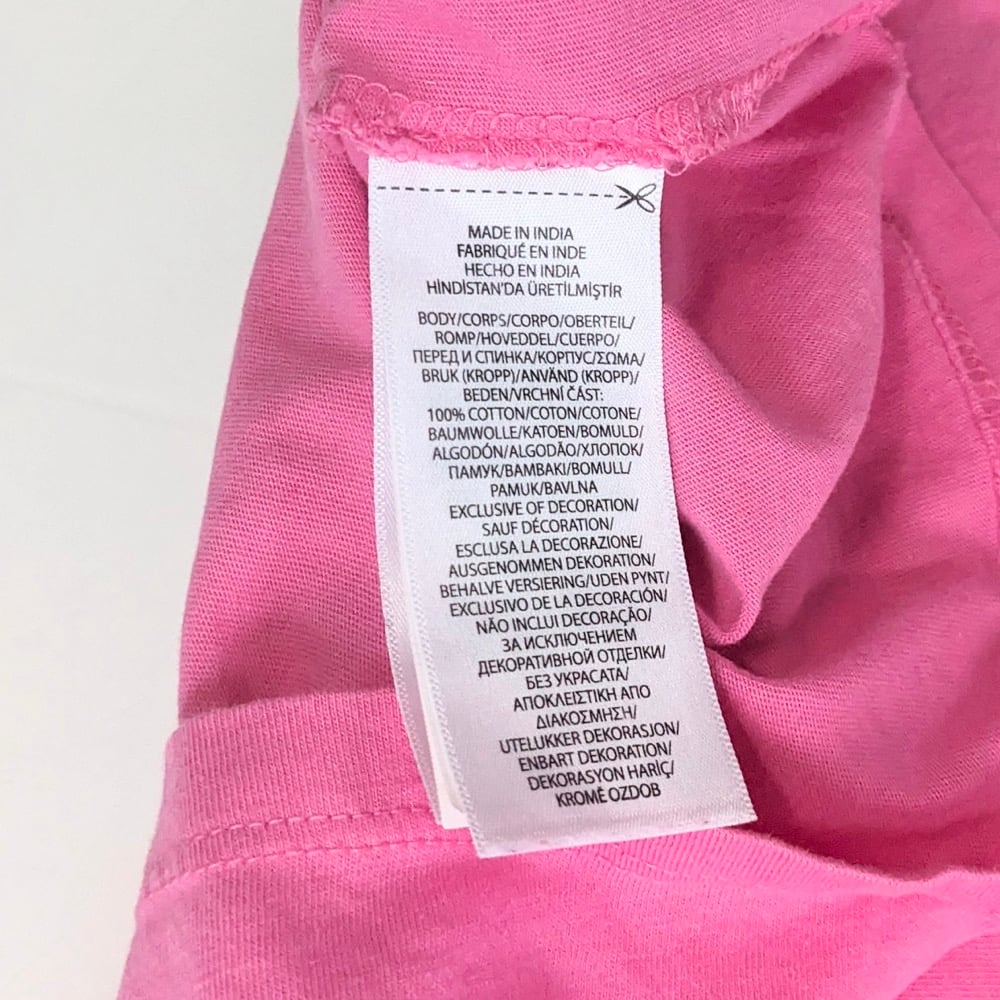 MADE IN INDIA
FABRIQUÉ EN INDE
HECHO EN INDIA
HİNDİSTAN'DA ÜRETİLMİŞTİR
BODY/CORPS/CORPO/OBERTEIL/
ROMP/HOVEDDEL/CUERPO/
ПЕРЕД И СПИНКА/КОРПУС/ΣΩΜΑ/
BRUK (KROPP)/ANVÄND (KROPP)/
BEDEN/VRCHNÍ ČÁST:
100% COTTON/COTON/COTONE/
BAUMWOLLE/KATOEN/BOMULD/
ALGODÓN/ALGODÃO/ХЛОПОК/
ПАМУК/ΒΑΜΒΑΚΙ/BOMULL/
PAMUK/BAVLNA
EXCLUSIVE OF DECORATION/
SAUF DÉCORATION/
ESCLUSA LA DECORAZIONE/
AUSGENOMMEN DEKORATION/
BEHALVE VERSIERING/UDEN PYNT/
EXCLUSIVO DE LA DECORACIÓN/
NÃO INCLUI DECORAÇÃO/
ЗА ИСКЛЮЧЕНИЕМ
ДЕКОРАТИВНОЙ ОТДЕЛКИ/
БЕЗ УКРАСАТА/
ΑΠΟΚΛΕΙΣΤΙΚΗ ΑΠΟ
ΔΙΑΚΟΣΜΗΣΗ/
UTELUKKER DEKORASJON/
ENBART DEKORATION/
DEKORASYON HARİÇ/
KROMĚ OZDOB